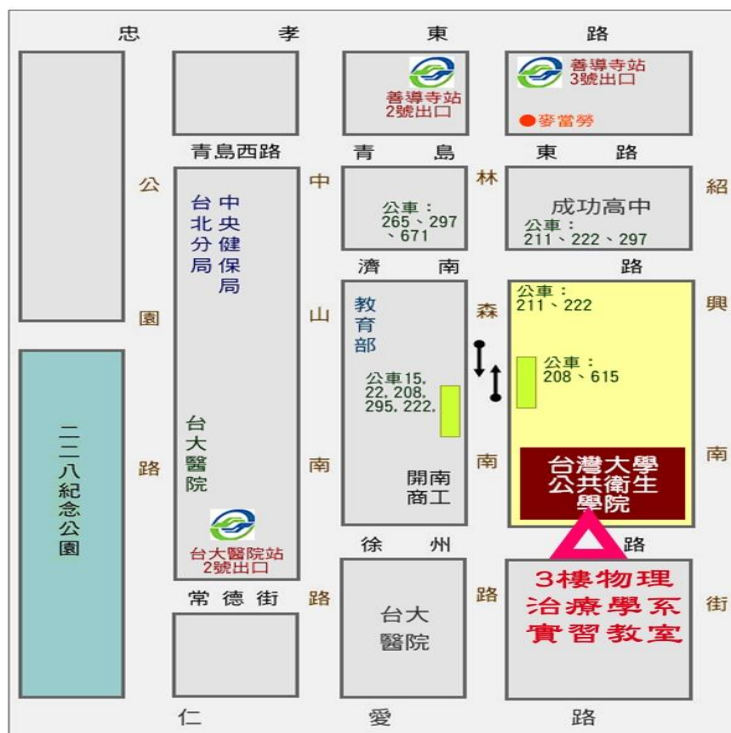 忠孝東路
善導寺站
2號出口
善導寺站
3號出口
●麥當勞
青島西路
青島東路
公園路
中山南路
林森南路
紹興南街
中央健保局
台北分局
公車：
265、297
、671
成功高中
公車：
211、222、297
濟南路
教育部
公車：
211、222
公車：
208、615
公車15,
22,208,
295,222,
台大醫院
開南
商工
台灣大學
公共衛生
學院
二二八紀念公園
台大醫院站
2號出口
徐州路
常德街
台大
醫院
3樓物理
治療學系
實習教室
仁愛路